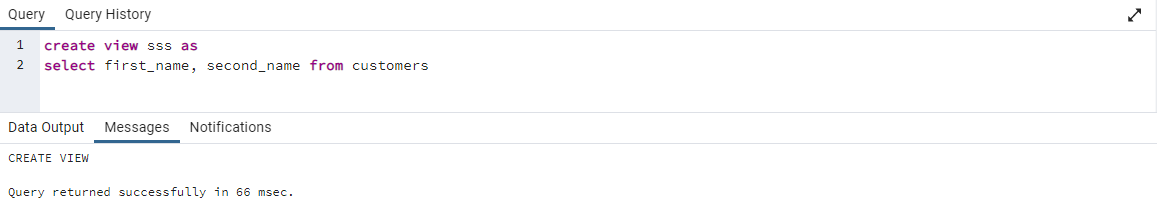 Query Query History
1 create view sss as
2 select first_name, second_name from customers
Data Output Messages Notifications
CREATE VIEW
Query returned successfully in 66 msec.